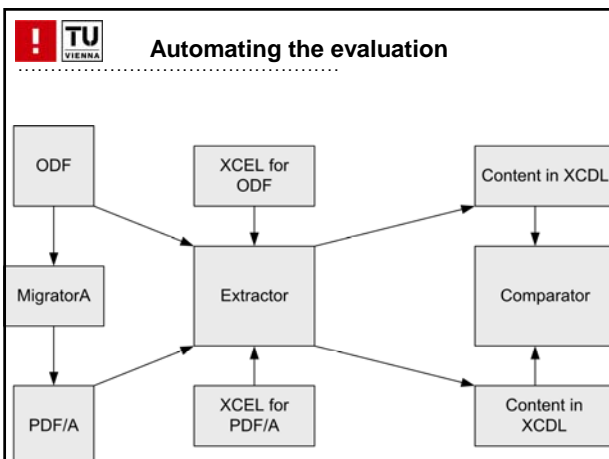 !
TU
VIENNA
Automating the evaluation
ODF
XCEL for
ODF
Content in XCDL
MigratorA
Extractor
Comparator
PDF/A
XCEL for
PDF/A
Content in
XCDL